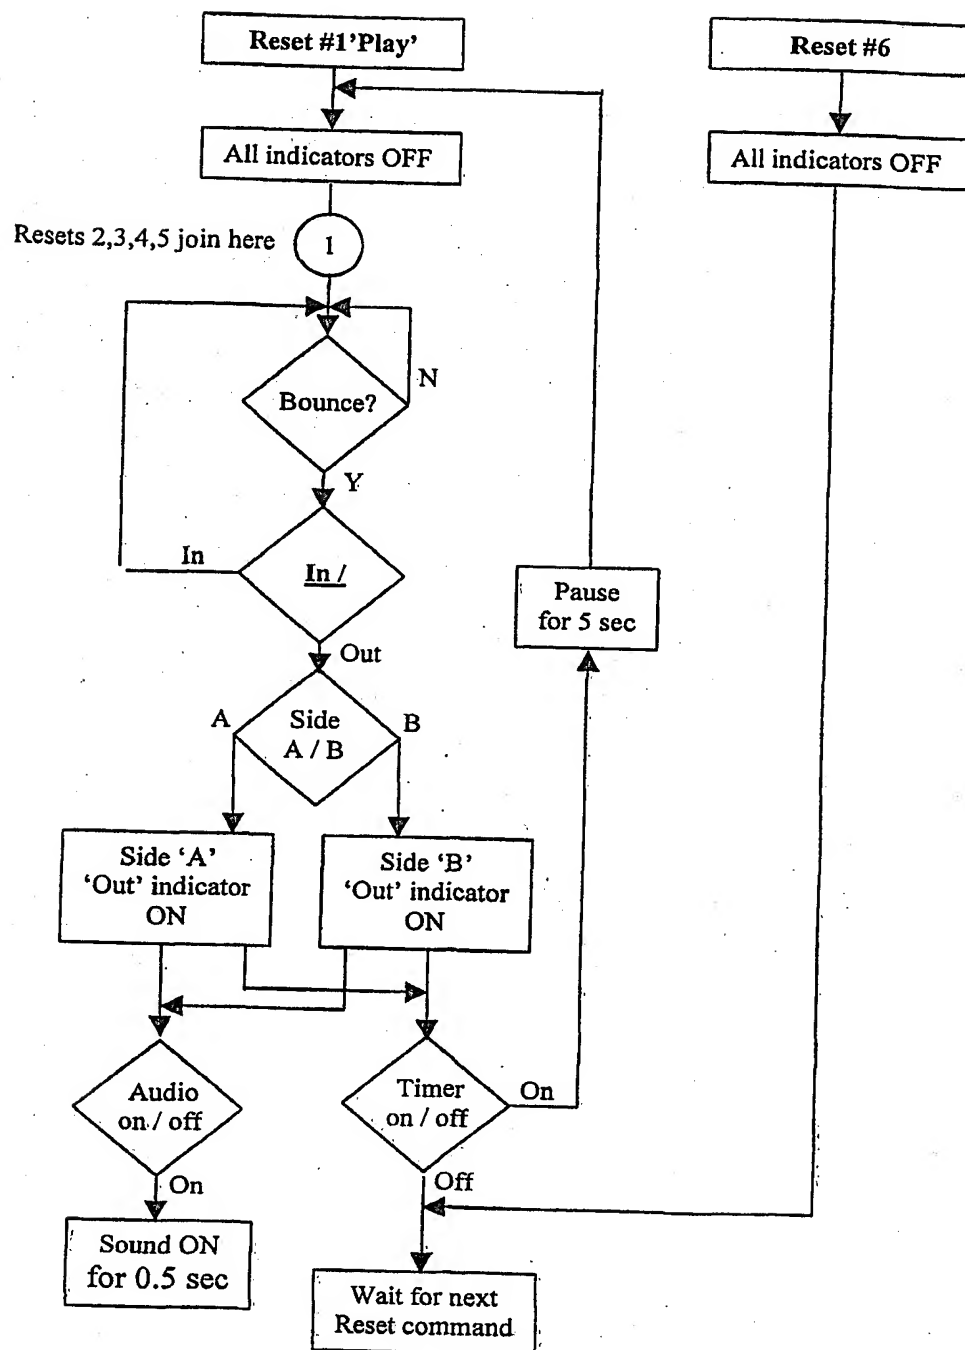 Reset #1'Play'
Reset #6
All indicators OFF
All indicators OFF
Resets 2,3,4,5 join here
1
Bounce?
N
Y
In
In /
Out
Pause
for 5 sec
A
Side
A / B
B
Side 'A'
'Out' indicator
ON
Side 'B'
'Out' indicator
ON
Audio
on / off
Timer
on / off
On
On
Off
Sound ON
for 0.5 sec
Wait for next
Reset command